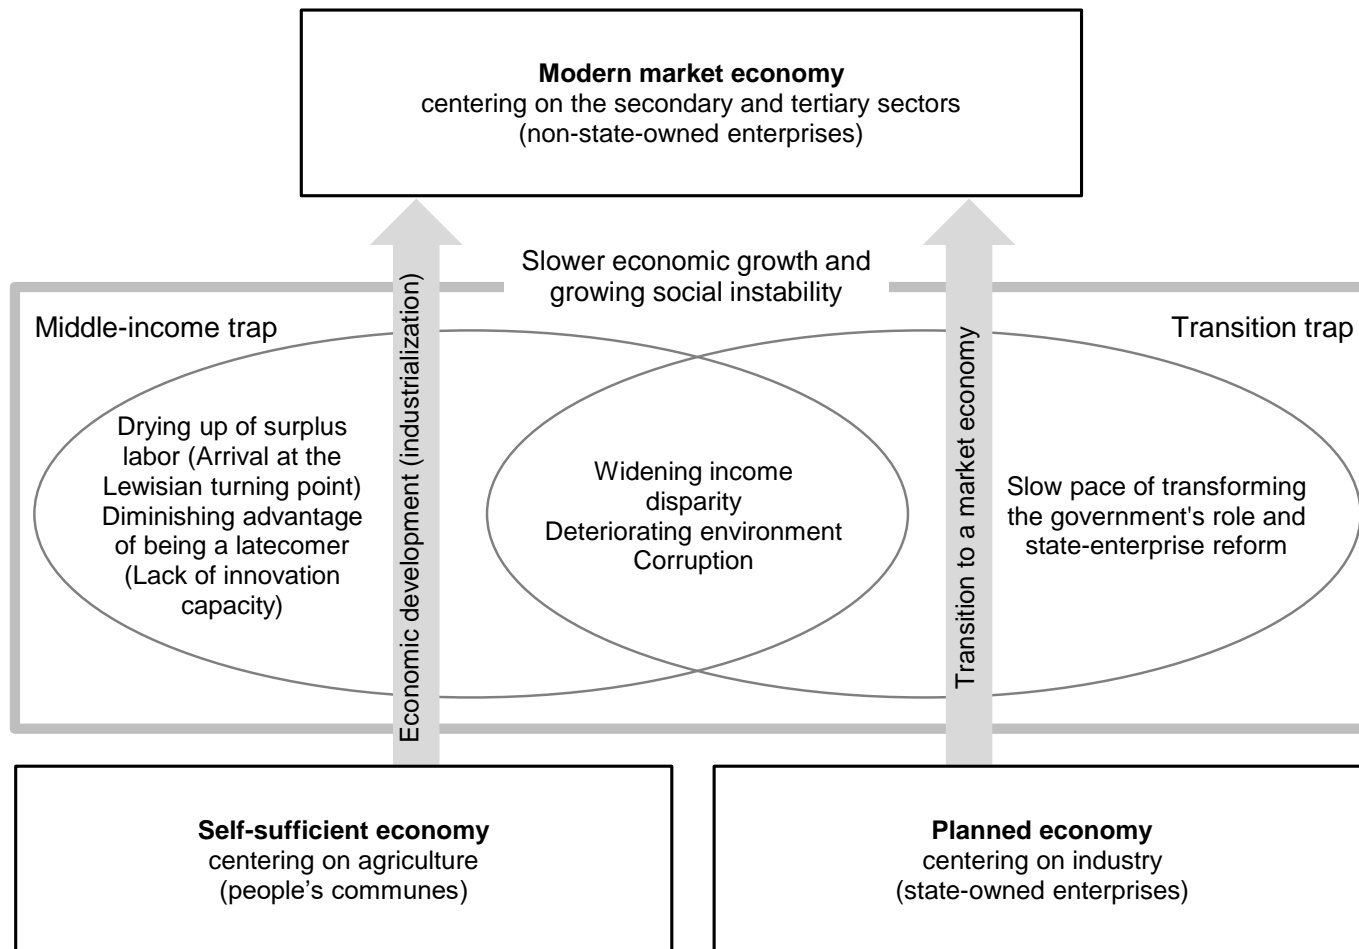 Modern market economy
centering on the secondary and tertiary sectors
(non-state-owned enterprises)
Slower economic growth and
growing social instability
Middle-income trap
Transition trap
Drying up of surplus
labor (Arrival at the
Lewisian turning point)
Diminishing advantage
of being a latecomer
(Lack of innovation
capacity)
Economic development (industrialization)
Widening income
disparity
Deteriorating environment
Corruption
Transition to a market economy
Slow pace of transforming
the government's role and
state-enterprise reform
Self-sufficient economy
centering on agriculture
(people’s communes)
Planned economy
centering on industry
(state-owned enterprises)